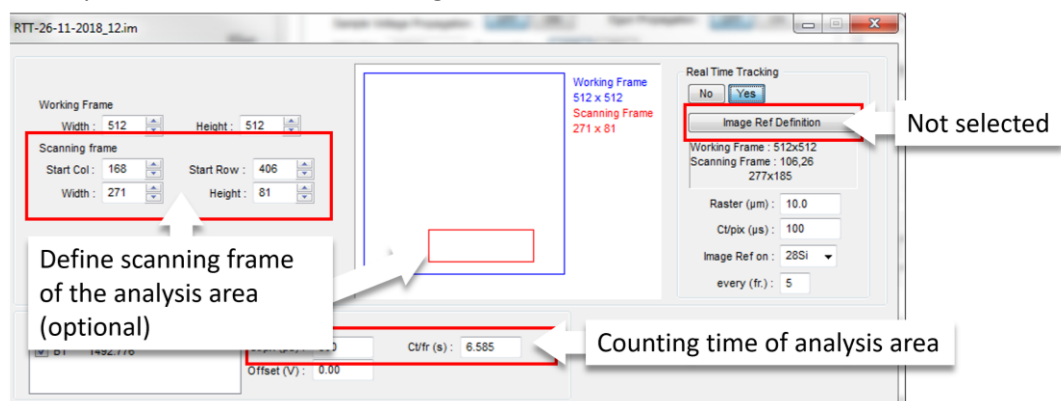 RTT-26-11-2018_12.im
Working Frame
Width : 512 Height : 512
Scanning frame
Start Col : 168 Start Row : 406
Width : 271 Height : 81
Working Frame
512 x 512
Scanning Frame
271 x 81
Real Time Tracking
No Yes
Image Ref Definition
Not selected
Working Frame : 512x512
Scanning Frame : 106,26
277x185
Raster (µm) : 10.0
Ct/pix (µs) : 100
Image Ref on : 28Si
every (fr.) : 5
Define scanning frame
of the analysis area
(optional)
B1 1492.776
Ct/fr (s) : 6.585
Counting time of analysis area
Offset (V) : 0.00